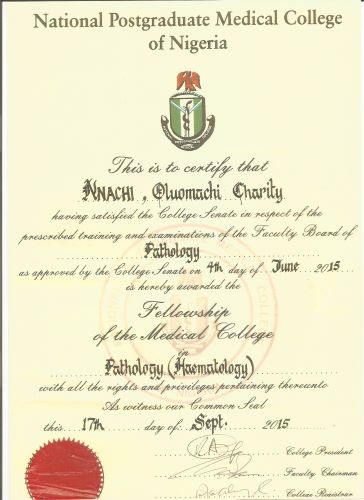 National Postgraduate Medical College
of Nigeria
This is to certify that
NNACHI, Oluomachi Charity
having satisfied the College Senate in respect of the
prescribed training and examinations of the Faculty Board of
Pathology
as approved by the College Senate on 4th day of June 2015
is hereby awarded the
Fellowship
of the Medical College
in
Pathology (Haematology)
with all the rights and privileges pertaining thereunto
As witness our Common Seal
this 17th day of Sept. 2015
College President
Faculty Chairman
College Registrar